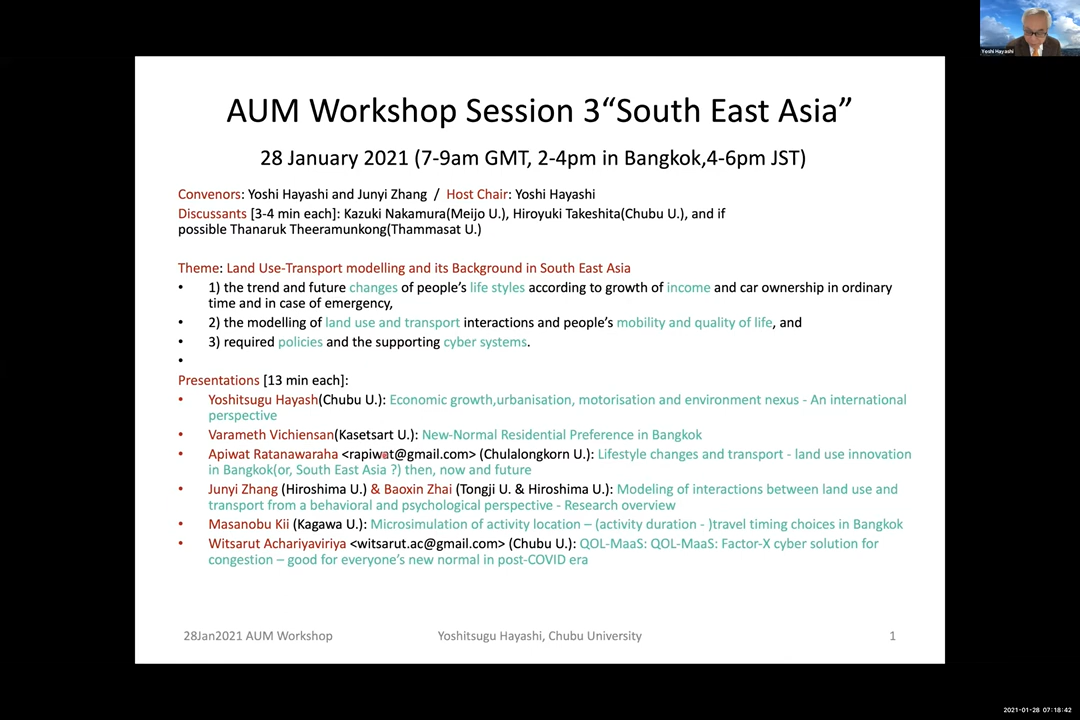 Yoshi Hayashi
AUM Workshop Session 3“South East Asia”
28 January 2021 (7-9am GMT, 2-4pm in Bangkok,4-6pm JST)
Convenors: Yoshi Hayashi and Junyi Zhang / Host Chair: Yoshi Hayashi
Discussants [3-4 min each]: Kazuki Nakamura(Meijo U.), Hiroyuki Takeshita(Chubu U.), and if
possible Thanaruk Theeramunkong(Thammasat U.)
Theme: Land Use-Transport modelling and its Background in South East Asia
• 1) the trend and future changes of people’s life styles according to growth of income and car ownership in ordinary
time and in case of emergency,
• 2) the modelling of land use and transport interactions and people’s mobility and quality of life, and
• 3) required policies and the supporting cyber systems.
•
Presentations [13 min each]:
• Yoshitsugu Hayash(Chubu U.): Economic growth,urbanisation, motorisation and environment nexus - An international
perspective
• Varameth Vichiensan(Kasetsart U.): New-Normal Residential Preference in Bangkok
• Apiwat Ratanawaraha <rapiwat@gmail.com> (Chulalongkorn U.): Lifestyle changes and transport - land use innovation
in Bangkok(or, South East Asia ?) then, now and future
• Junyi Zhang (Hiroshima U.) & Baoxin Zhai (Tongji U. & Hiroshima U.): Modeling of interactions between land use and
transport from a behavioral and psychological perspective - Research overview
• Masanobu Kii (Kagawa U.): Microsimulation of activity location – (activity duration - )travel timing choices in Bangkok
• Witsarut Achariyaviriya <witsarut.ac@gmail.com> (Chubu U.): QOL-MaaS: QOL-MaaS: Factor-X cyber solution for
congestion – good for everyone’s new normal in post-COVID era
28Jan2021 AUM Workshop
Yoshitsugu Hayashi, Chubu University
1
2021-01-28 07:18:42